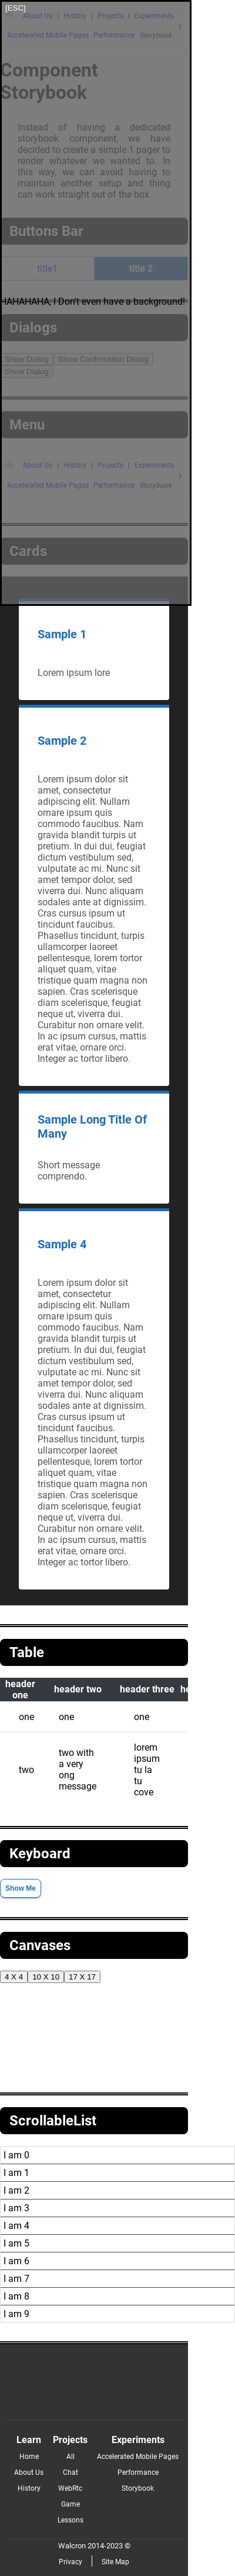 [ESC]
About Us | History | Projects | Experiments
Accelerated Mobile Pages Performance Storybook
Component
Storybook
Instead of having a dedicated
storybook component, we have
decided to create a simple 1 pager to
render whatever we wanted to. In
this way, we can avoid having to
maintain another setup and thing
can work straight out of the box.
Buttons Bar
title1 title 2
HAHAHAHA, I Don't even have a background!
Dialogs
Show Dialog Show Confirmation Dialog
Show Dialog
Menu
About Us | History | Projects | Experiments
Accelerated Mobile Pages Performance Storybook
Cards
Sample 1
Lorem ipsum lore
Sample 2
Lorem ipsum dolor sit
amet, consectetur
adipiscing elit. Nullam
ornare ipsum quis
commodo faucibus. Nam
gravida blandit turpis ut
pretium. In dui dui, feugiat
dictum vestibulum sed,
vulputate ac mi. Nunc sit
amet tempor dolor, sed
viverra dui. Nunc aliquam
sodales ante at dignissim.
Cras cursus ipsum ut
tincidunt faucibus.
Phasellus tincidunt, turpis
ullamcorper laoreet
pellentesque, lorem tortor
aliquet quam, vitae
tristique quam magna non
sapien. Cras scelerisque
diam scelerisque, feugiat
neque ut, viverra dui.
Curabitur non ornare velit.
In ac ipsum cursus, mattis
erat vitae, ornare orci.
Integer ac tortor libero.
Sample Long Title Of
Many
Short message
comprendo.
Sample 4
Lorem ipsum dolor sit
amet, consectetur
adipiscing elit. Nullam
ornare ipsum quis
commodo faucibus. Nam
gravida blandit turpis ut
pretium. In dui dui, feugiat
dictum vestibulum sed,
vulputate ac mi. Nunc sit
amet tempor dolor, sed
viverra dui. Nunc aliquam
sodales ante at dignissim.
Cras cursus ipsum ut
tincidunt faucibus.
Phasellus tincidunt, turpis
ullamcorper laoreet
pellentesque, lorem tortor
aliquet quam, vitae
tristique quam magna non
sapien. Cras scelerisque
diam scelerisque, feugiat
neque ut, viverra dui.
Curabitur non ornare velit.
In ac ipsum cursus, mattis
erat vitae, ornare orci.
Integer ac tortor libero.
Table
header one header two header three
one one one
two two with a very ong message lorem ipsum tu la tu cove
Keyboard
Show Me
Canvases
4 X 4 10 X 10 17 X 17
ScrollableList
I am 0
I am 1
I am 2
I am 3
I am 4
I am 5
I am 6
I am 7
I am 8
I am 9
Learn Projects Experiments
Home All Accelerated Mobile Pages
About Us Chat Performance
History WebRtc Storybook
Game
Lessons
Walcron 2014-2023 ©
Privacy Site Map